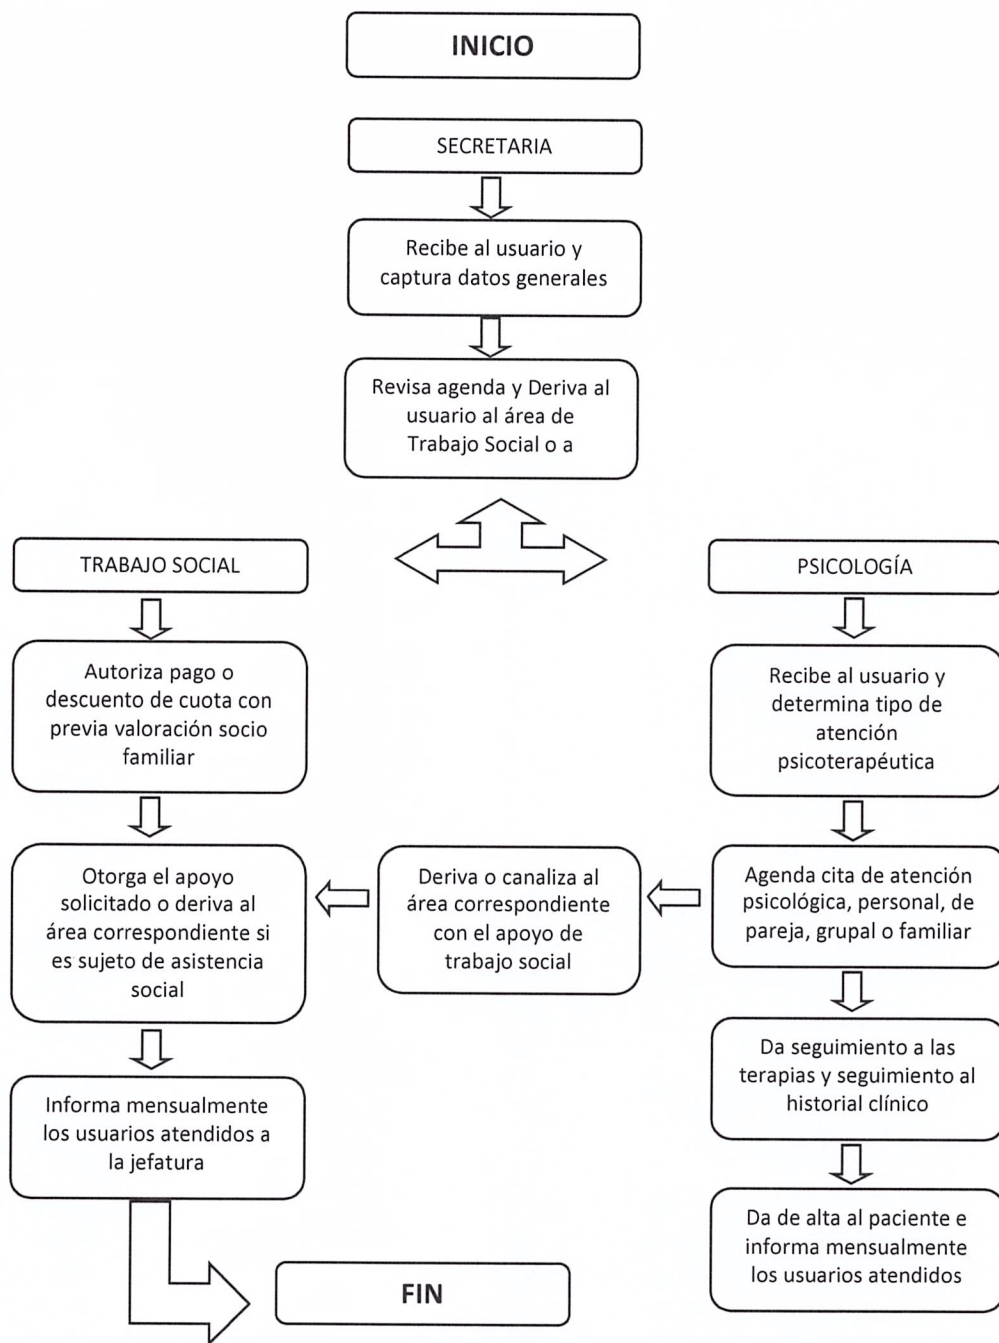 INICIO
SECRETARIA
Recibe al usuario y
captura datos generales
Revisa agenda y Deriva al
usuario al área de
Trabajo Social o a
TRABAJO SOCIAL
Autoriza pago o
descuento de cuota con
previa valoración socio
familiar
Otorga el apoyo
solicitado o deriva al
área correspondiente si
es sujeto de asistencia
social
Informa mensualmente
los usuarios atendidos a
la jefatura
Deriva o canaliza al
área correspondiente
con el apoyo de
trabajo social
PSICOLOGÍA
Recibe al usuario y
determina tipo de
atención
psicoterapéutica
Agenda cita de atención
psicológica, personal, de
pareja, grupal o familiar
Da seguimiento a las
terapias y seguimiento al
historial clínico
Da de alta al paciente e
informa mensualmente
los usuarios atendidos
FIN